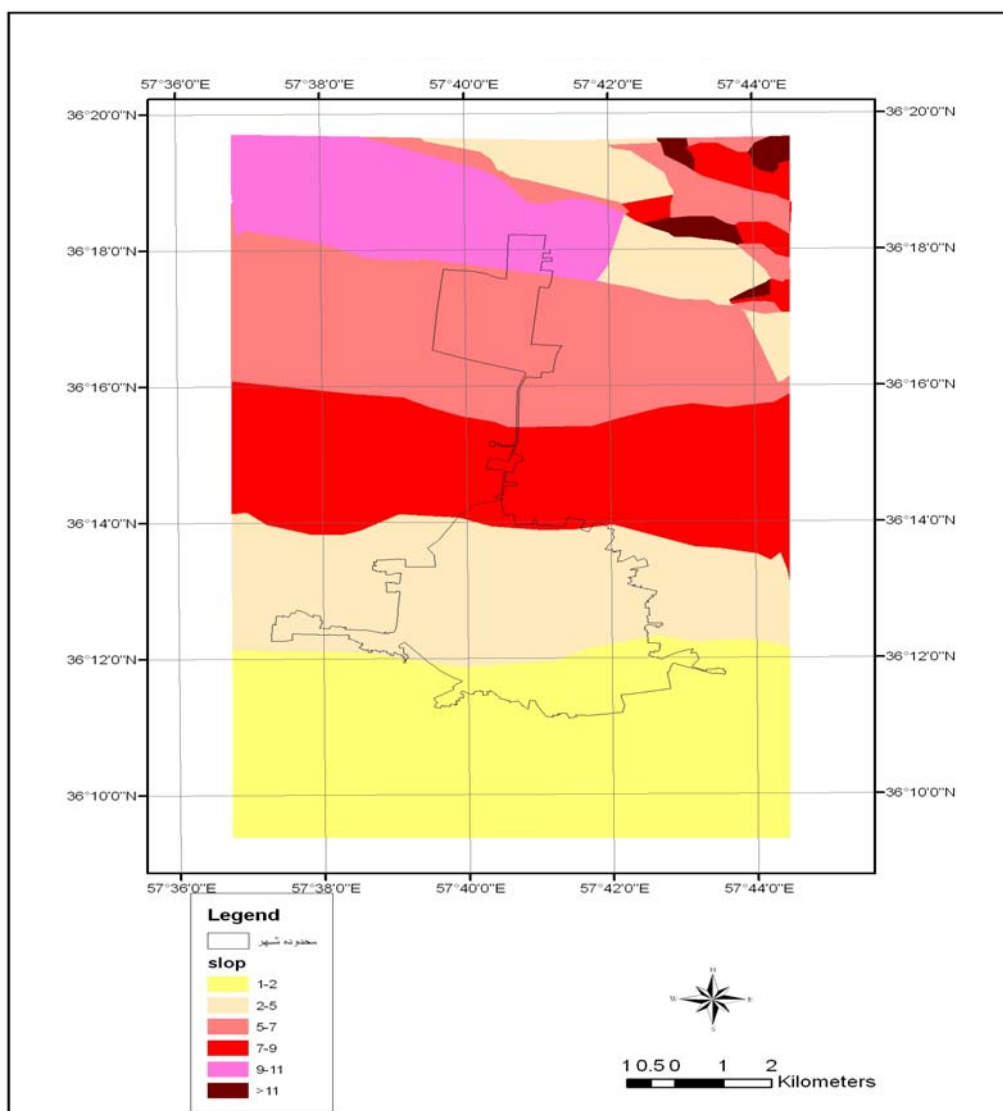 57°36'0"E 57°38'0"E 57°40'0"E 57°42'0"E 57°44'0"E
36°20'0"N 36°20'0"N
36°18'0"N 36°18'0"N
36°16'0"N 36°16'0"N
36°14'0"N 36°14'0"N
36°12'0"N 36°12'0"N
36°10'0"N 36°10'0"N
57°36'0"E 57°38'0"E 57°40'0"E 57°42'0"E 57°44'0"E
Legend
محدوده شهر
slop
1-2
2-5
5-7
7-9
9-11
>11
N
W E
S
1 0.5 0 1 2
Kilometers